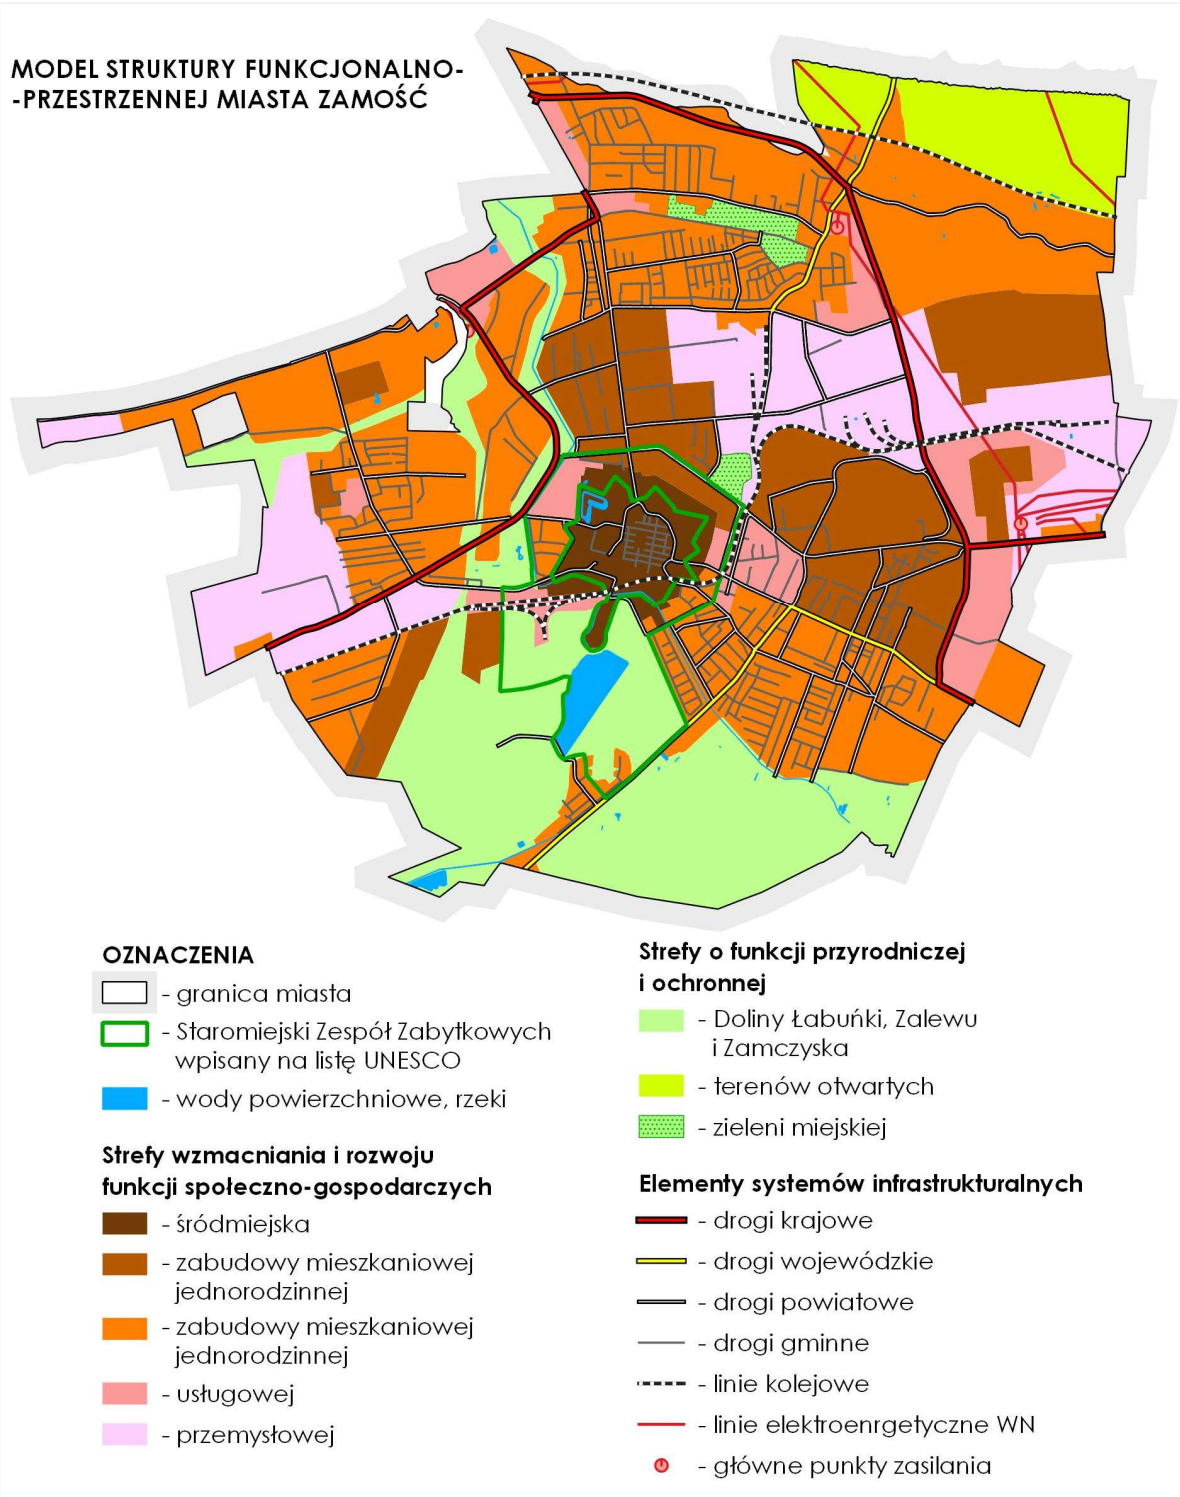 MODEL STRUKTURY FUNKCJONALNO-
-PRZESTRZENNEJ MIASTA ZAMOŚĆ
OZNACZENIA
- granica miasta
- Staromiejski Zespół Zabytkowych
wpisany na listę UNESCO
- wody powierzchniowe, rzeki
Strefy wzmacniania i rozwoju
funkcji społeczno-gospodarczych
- śródmiejska
- zabudowy mieszkaniowej
jednorodzinnej
- zabudowy mieszkaniowej
jednorodzinnej
- usługowej
- przemysłowej
Strefy o funkcji przyrodniczej
i ochronnej
- Doliny Łabuńki, Zalewu
i Zamczyska
- terenów otwartych
- zieleni miejskiej
Elementy systemów infrastrukturalnych
- drogi krajowe
- drogi wojewódzkie
- drogi powiatowe
- drogi gminne
- linie kolejowe
- linie elektroenrgetyczne WN
- główne punkty zasilania